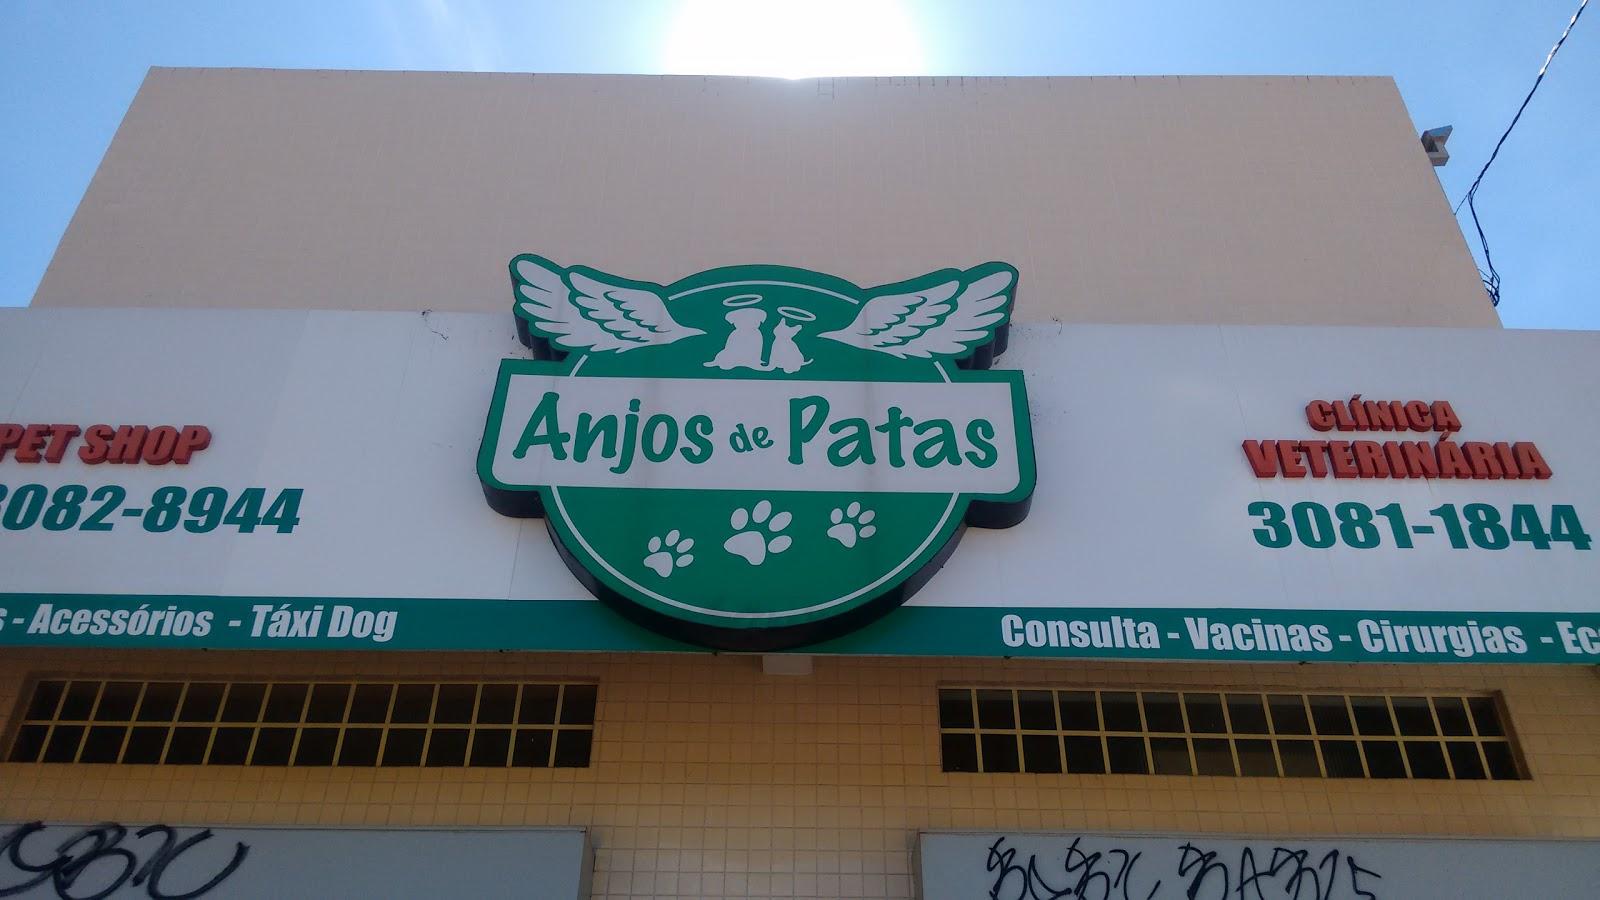 Anjos de Patas
PET SHOP
3082-8944
- Acessórios - Táxi Dog
CLÍNICA
VETERINÁRIA
3081-1844
Consulta - Vacinas - Cirurgias -